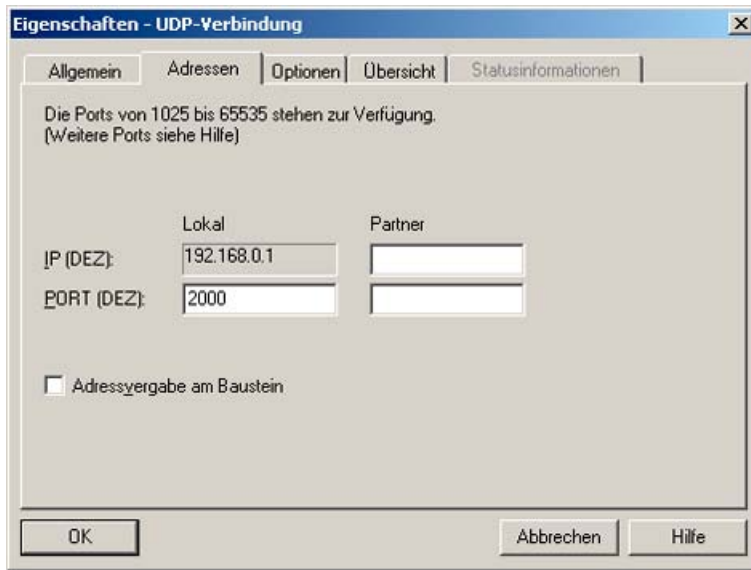 Eigenschaften - UDP-Verbindung
Allgemein Adressen Optionen Übersicht Statusinformationen
Die Ports von 1025 bis 65535 stehen zur Verfügung.
(Weitere Ports siehe Hilfe)
Lokal Partner
IP (DEZ): 192.168.0.1
PORT (DEZ): 2000
Adressvergabe am Baustein
OK Abbrechen Hilfe